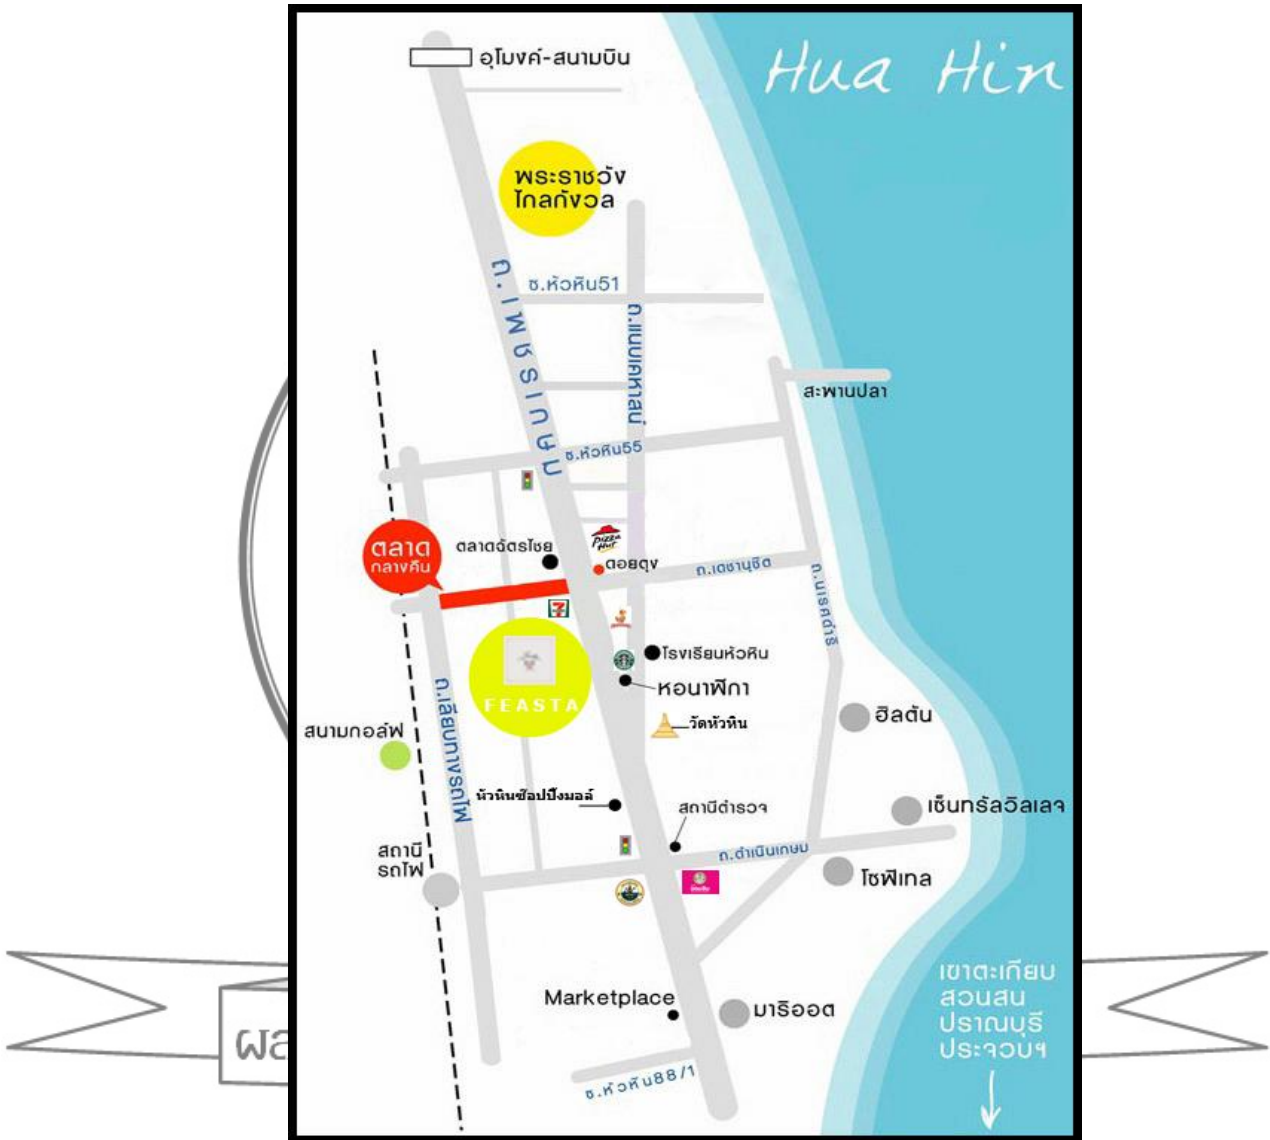 Hua Hin
อุโมงค์-สนามบิน
พระราชวัง
ไกลกังวล
ซ.หัวหิน51
ถ.เพชรเกษม
ถ.แนบเคหาสน์
สะพานปลา
ซ.หัวหิน55
ตลาด
กลางคืน
ตลาดฉัตรไชย
Pizza
Hut
ดอยตุง
ถ.เดชานุชิต
ถ.นเรศดำริ
7
โรงเรียนหัวหิน
หอนาฬิกา
FEASTA
วัดหัวหิน
ฮิลตัน
สนามกอล์ฟ
ถ.เลียบทางรถไฟ
หัวหินช๊อปปิ้งมอล์
สถานีตำรวจ
เซ็นทรัลวิลเลจ
สถานี
รถไฟ
ถ.ดำเนินเกษม
โซฟิเทล
Marketplace
มาริออต
เขาตะเกียบ
สวนสน
ปราณบุรี
ประจวบฯ
ซ.หัวหิน88/1